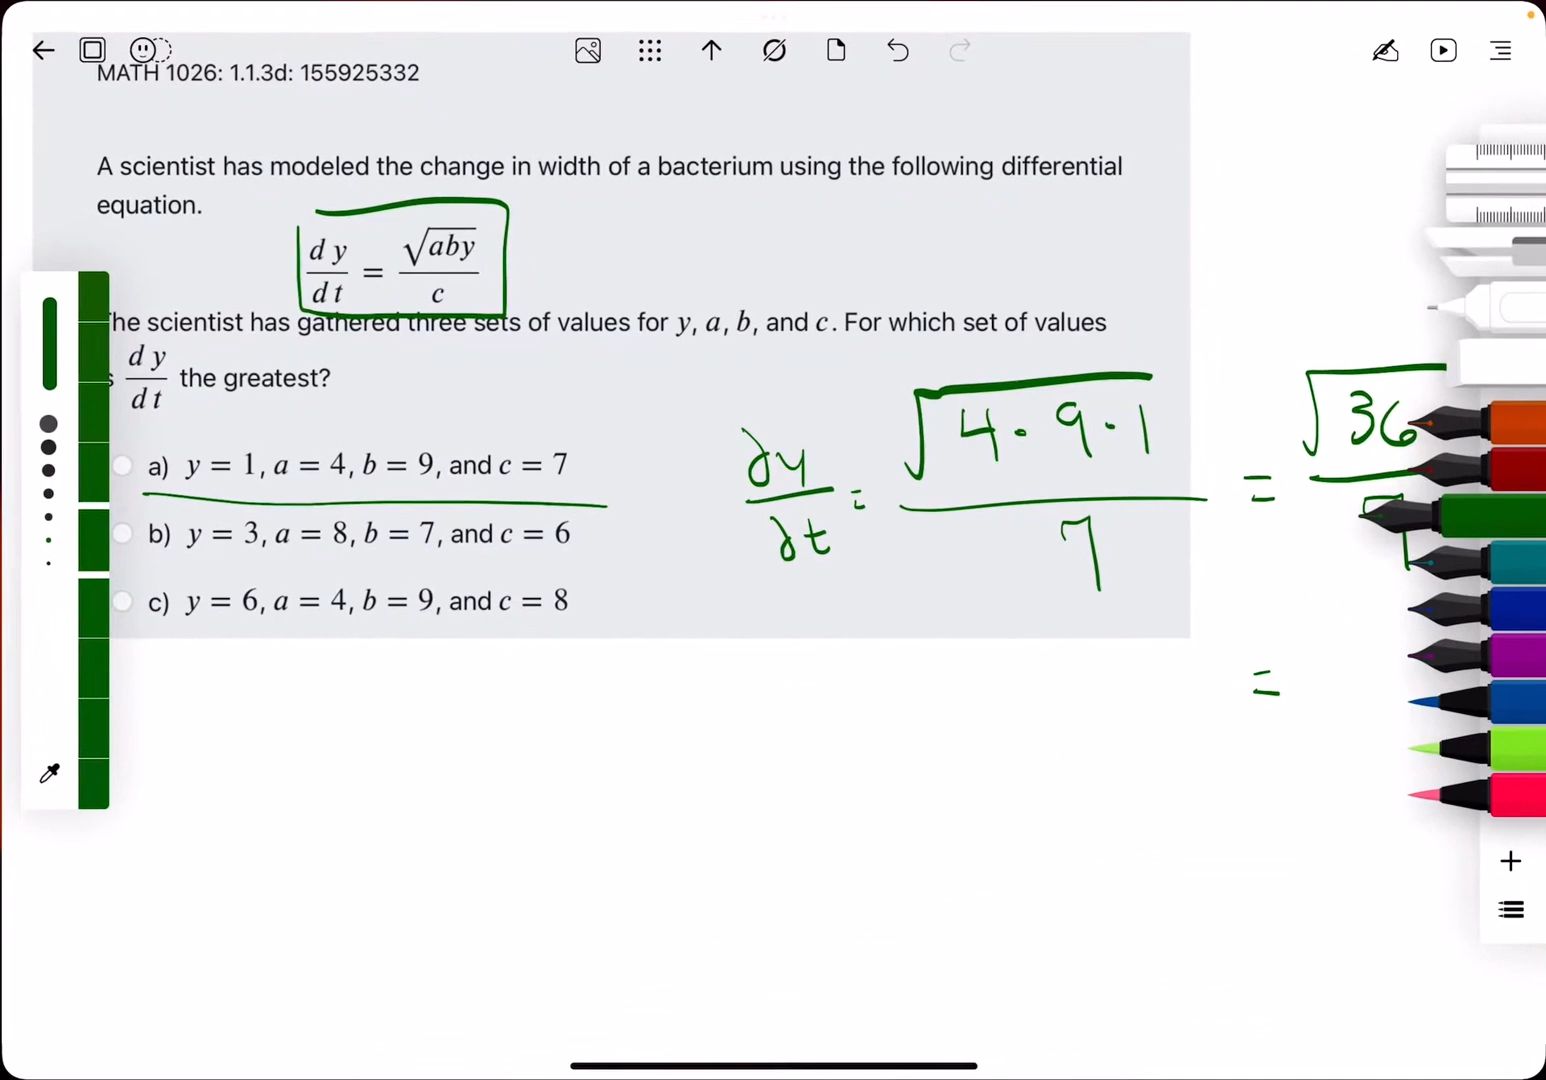 MATH 1026: 1.1.3d: 155925332
A scientist has modeled the change in width of a bacterium using the following differential
equation.
dy/dt = √aby/c
he scientist has gathered three sets of values for y, a, b, and c. For which set of values
s dy/dt the greatest?
a) y = 1, a = 4, b = 9, and c = 7
b) y = 3, a = 8, b = 7, and c = 6
c) y = 6, a = 4, b = 9, and c = 8
dy/dt = √4 · 9 · 1/7 = √36/7
=